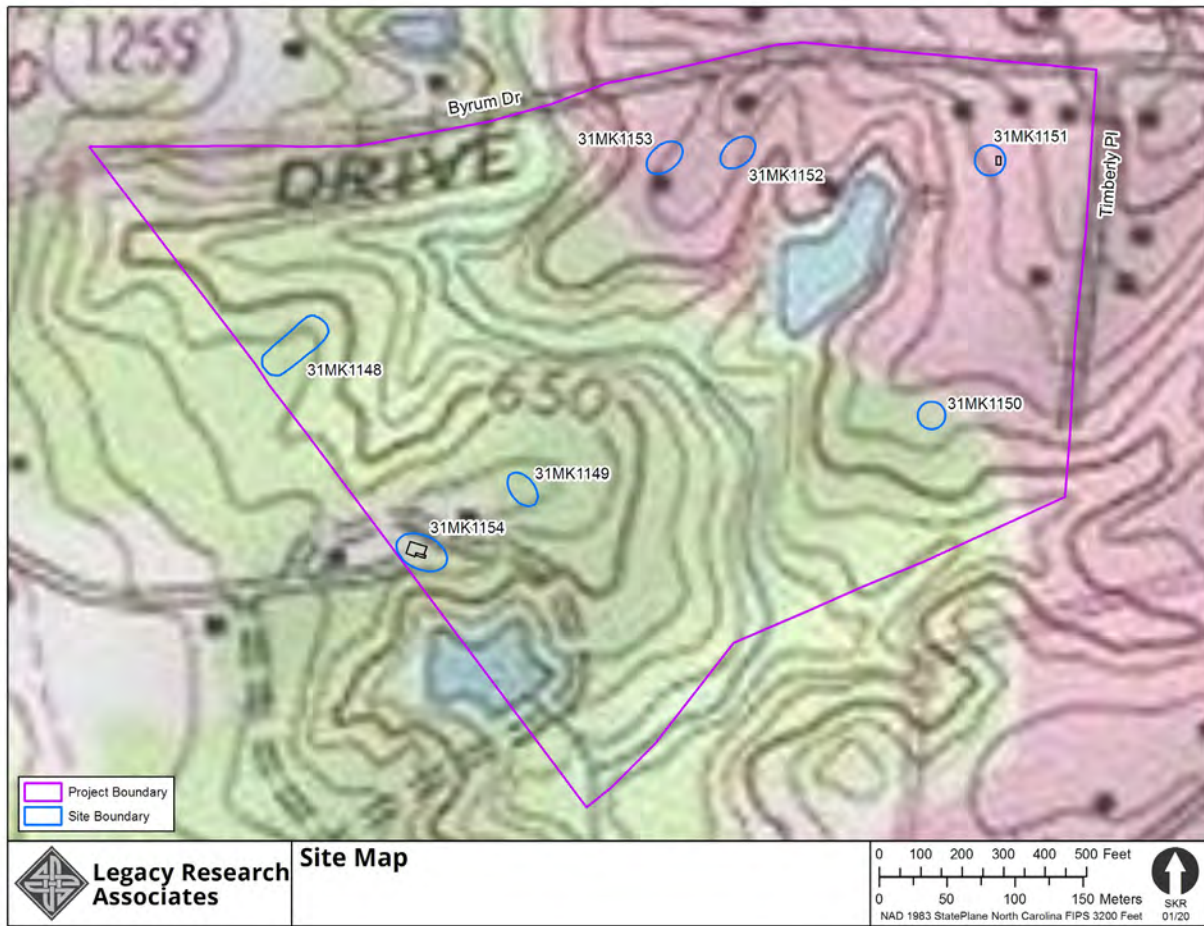 1259
Byrum Dr
DRIVE
31MK1153
31MK1152
31MK1151
Timberly Pl
31MK1148
650
31MK1150
31MK1149
31MK1154
Project Boundary
Site Boundary
Legacy Research
Associates
Site Map
0 100 200 300 400 500 Feet
0 50 100 150 Meters
NAD 1983 StatePlane North Carolina FIPS 3200 Feet
SKR
01/20